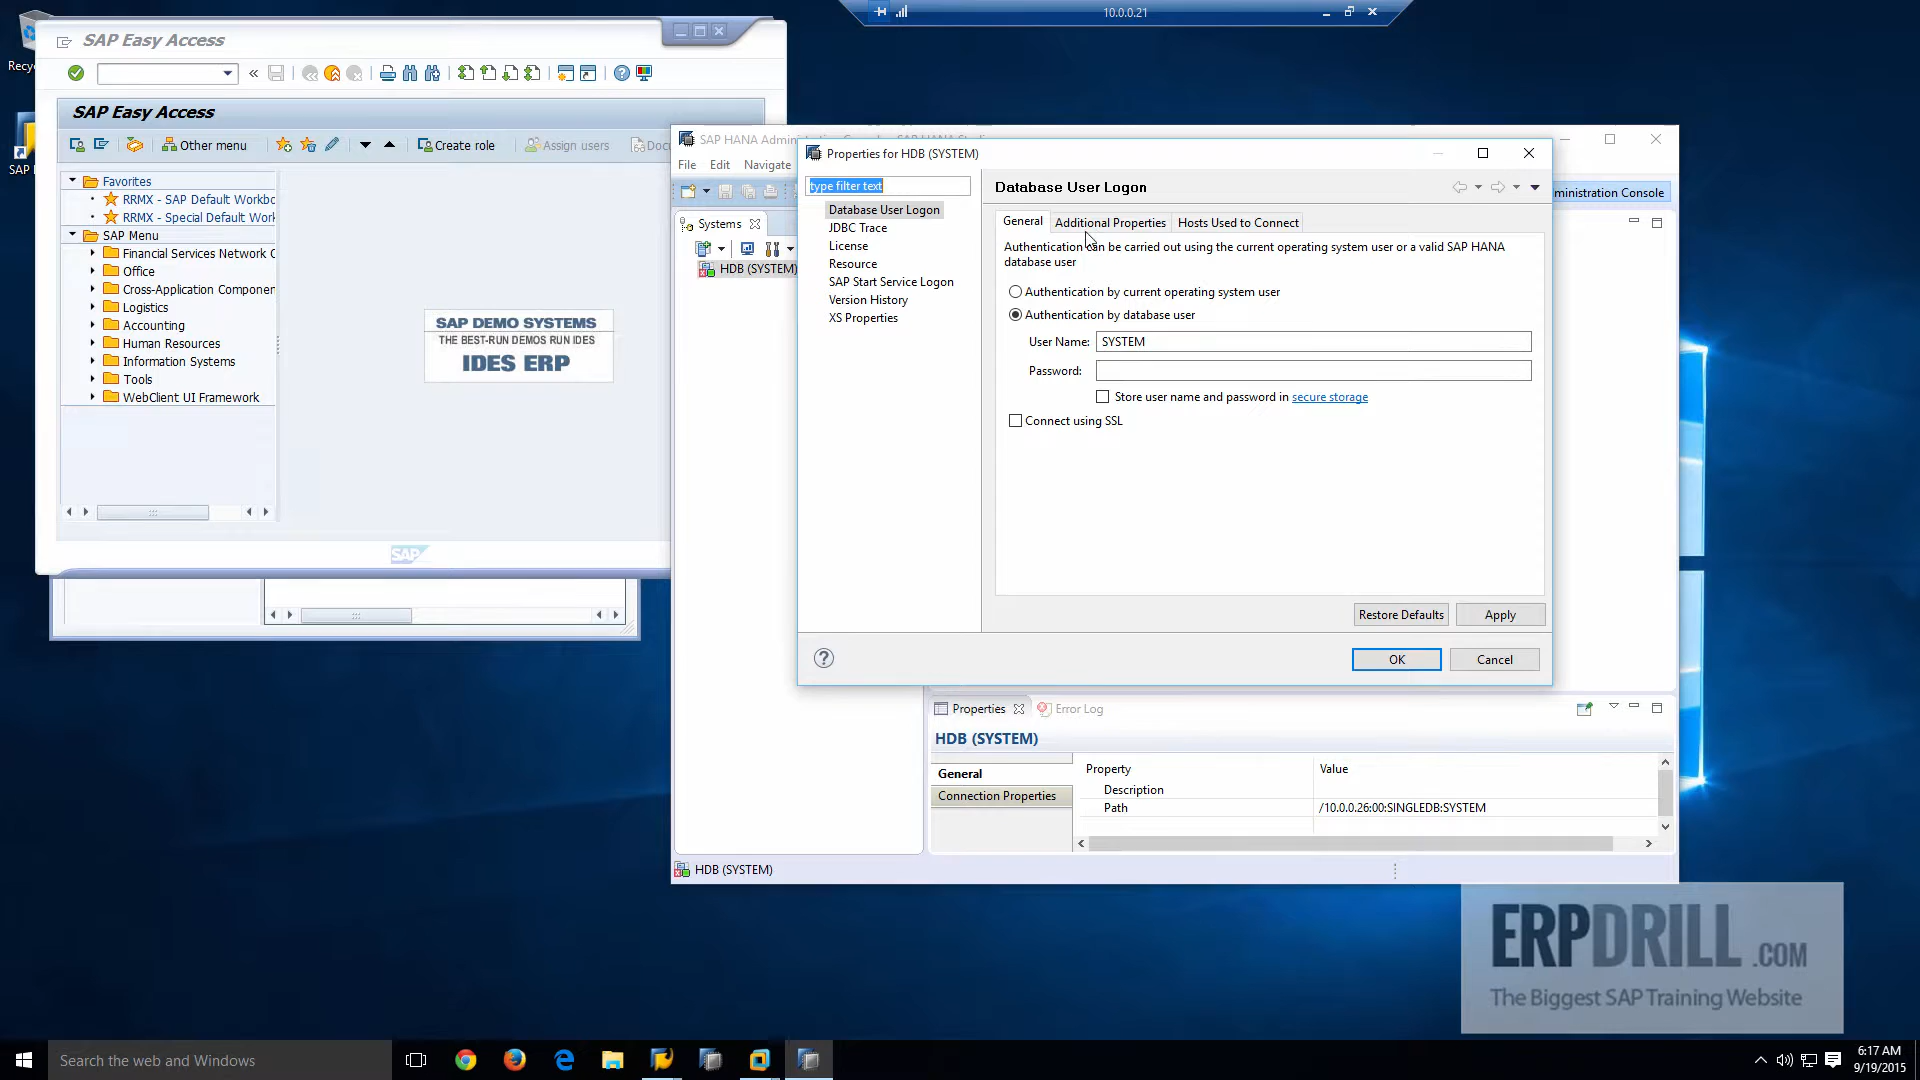 10.0.0.21
Recyc
SAP Easy Access
SAP Easy Access
SAP
Other menu
Create role
Assign users
Docu
Favorites
RRMX - SAP Default Workbo
RRMX - Special Default Wor
SAP Menu
Financial Services Network C
Office
Cross-Application Componen
Logistics
Accounting
Human Resources
Information Systems
Tools
WebClient UI Framework
SAP DEMO SYSTEMS
THE BEST-RUN DEMOS RUN IDES
IDES ERP
SAP
File Edit Navigate
ministration Console
Systems
HDB (SYSTEM)
Properties for HDB (SYSTEM)
type filter text
Database User Logon
JDBC Trace
License
Resource
SAP Start Service Logon
Version History
XS Properties
Database User Logon
General Additional Properties Hosts Used to Connect
Authentication can be carried out using the current operating system user or a valid SAP HANA
database user
Authentication by current operating system user
Authentication by database user
User Name: SYSTEM
Password:
Store user name and password in secure storage
Connect using SSL
Restore Defaults Apply
OK Cancel
Properties Error Log
HDB (SYSTEM)
General
Connection Properties
Property Value
Description
Path /10.0.0.26:00:SINGLEDB:SYSTEM
HDB (SYSTEM)
ERPDRILL.COM
The Biggest SAP Training Website
Search the web and Windows
6:17 AM
9/19/2015